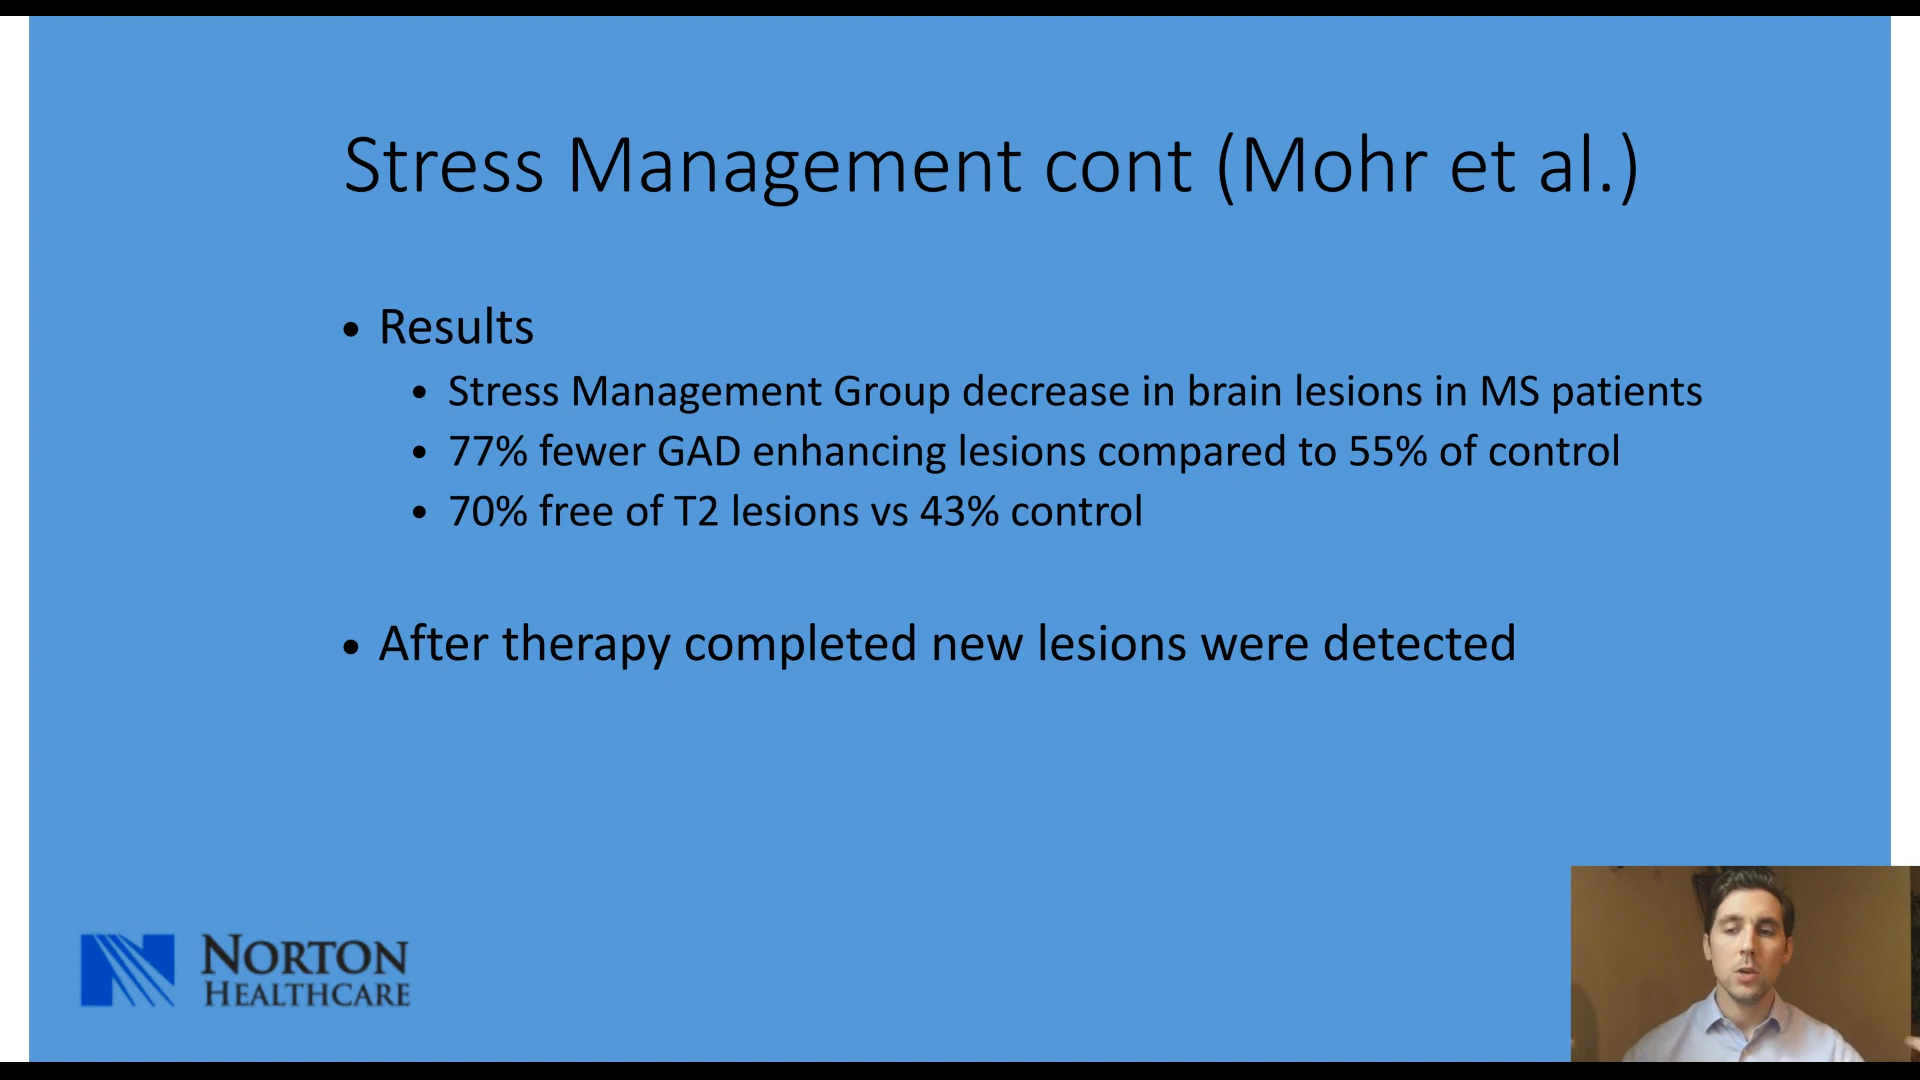 Stress Management cont (Mohr et al.)
• Results
• Stress Management Group decrease in brain lesions in MS patients
• 77% fewer GAD enhancing lesions compared to 55% of control
• 70% free of T2 lesions vs 43% control
• After therapy completed new lesions were detected
NORTON
HEALTHCARE